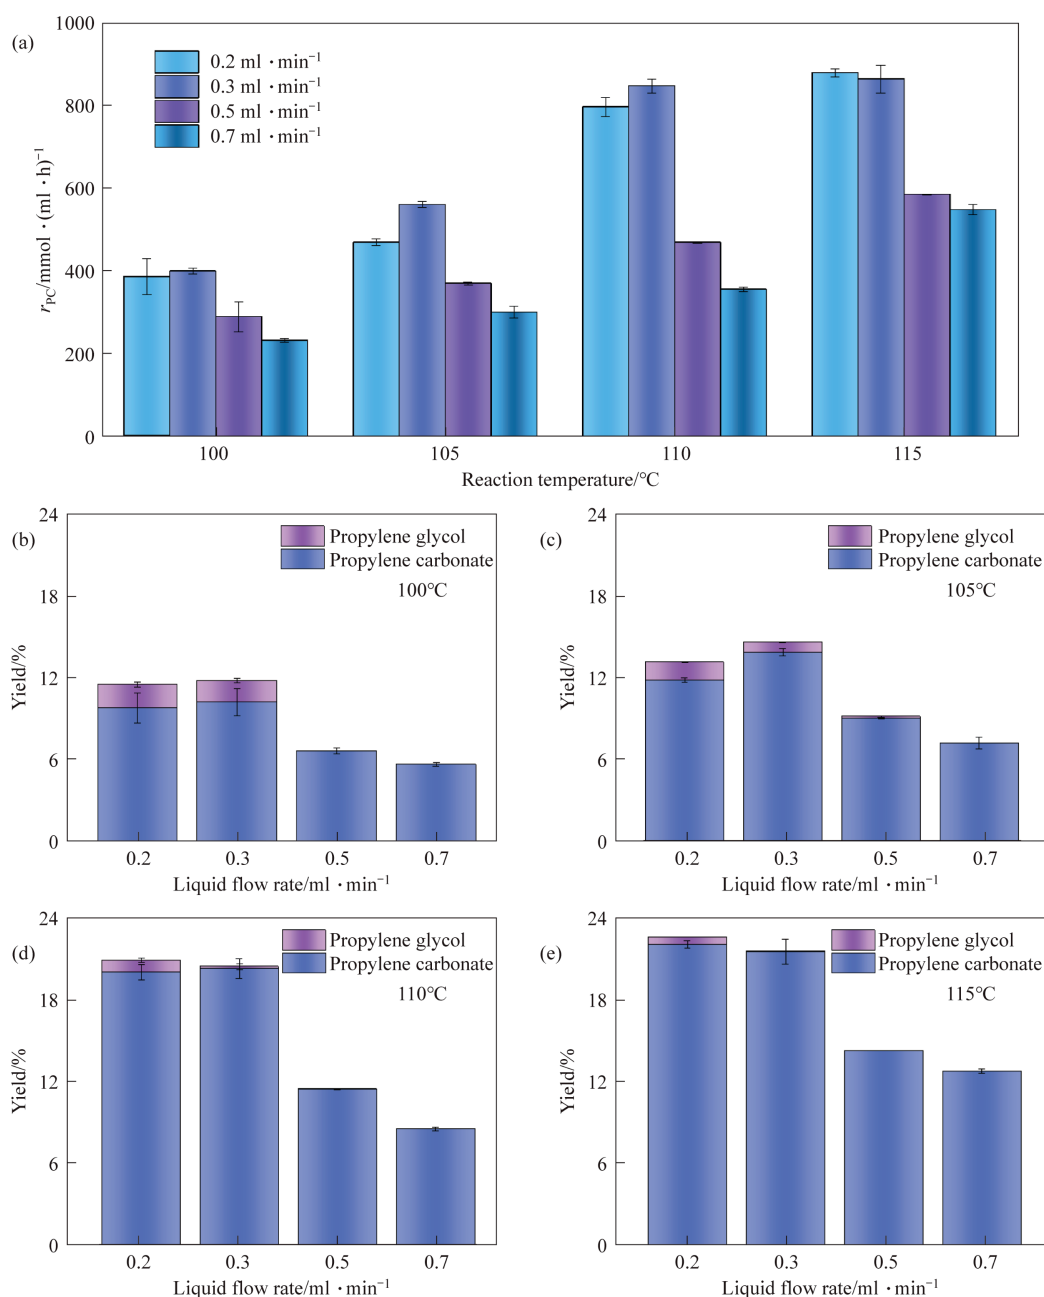 (a)
1000
800
600
400
200
0
r_PC/mmol·(ml·h)⁻¹
0.2 ml·min⁻¹
0.3 ml·min⁻¹
0.5 ml·min⁻¹
0.7 ml·min⁻¹
100 105 110 115
Reaction temperature/°C
(b)
24
18
12
6
0
Yield/%
Propylene glycol
Propylene carbonate
100°C
0.2 0.3 0.5 0.7
Liquid flow rate/ml·min⁻¹
(c)
24
18
12
6
0
Yield/%
Propylene glycol
Propylene carbonate
105°C
0.2 0.3 0.5 0.7
Liquid flow rate/ml·min⁻¹
(d)
24
18
12
6
0
Yield/%
Propylene glycol
Propylene carbonate
110°C
0.2 0.3 0.5 0.7
Liquid flow rate/ml·min⁻¹
(e)
24
18
12
6
0
Yield/%
Propylene glycol
Propylene carbonate
115°C
0.2 0.3 0.5 0.7
Liquid flow rate/ml·min⁻¹